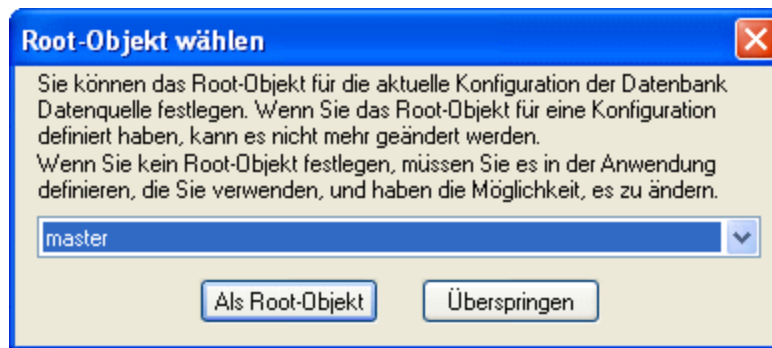 Root-Objekt wählen
Sie können das Root-Objekt für die aktuelle Konfiguration der Datenbank
Datenquelle festlegen. Wenn Sie das Root-Objekt für eine Konfiguration
definiert haben, kann es nicht mehr geändert werden.
Wenn Sie kein Root-Objekt festlegen, müssen Sie es in der Anwendung
definieren, die Sie verwenden, und haben die Möglichkeit, es zu ändern.
master
Als Root-Objekt Überspringen